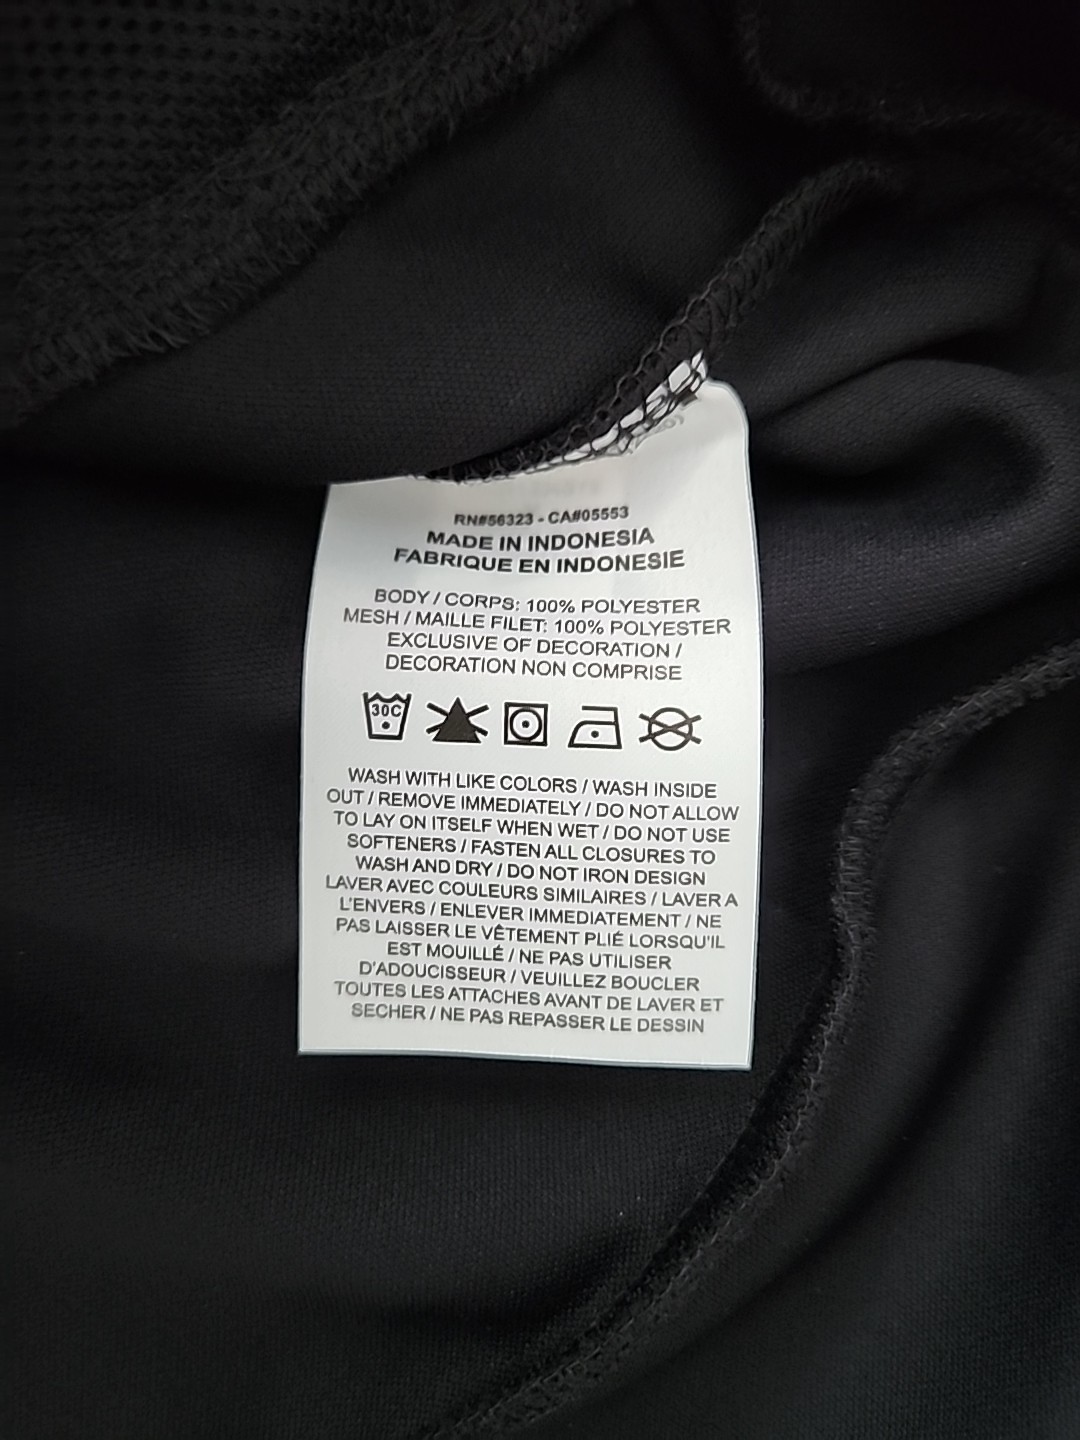 RN#56323 - CA#05553
MADE IN INDONESIA
FABRIQUE EN INDONESIE
BODY / CORPS: 100% POLYESTER
MESH / MAILLE FILET: 100% POLYESTER
EXCLUSIVE OF DECORATION /
DECORATION NON COMPRISE
30C
WASH WITH LIKE COLORS / WASH INSIDE
OUT / REMOVE IMMEDIATELY / DO NOT ALLOW
TO LAY ON ITSELF WHEN WET / DO NOT USE
SOFTENERS / FASTEN ALL CLOSURES TO
WASH AND DRY / DO NOT IRON DESIGN
LAVER AVEC COULEURS SIMILAIRES / LAVER A
L'ENVERS / ENLEVER IMMEDIATEMENT / NE
PAS LAISSER LE VÊTEMENT PLIÉ LORSQU'IL
EST MOUILLÉ / NE PAS UTILISER
D'ADOUCISSEUR / VEUILLEZ BOUCLER
TOUTES LES ATTACHES AVANT DE LAVER ET
SECHER / NE PAS REPASSER LE DESSIN